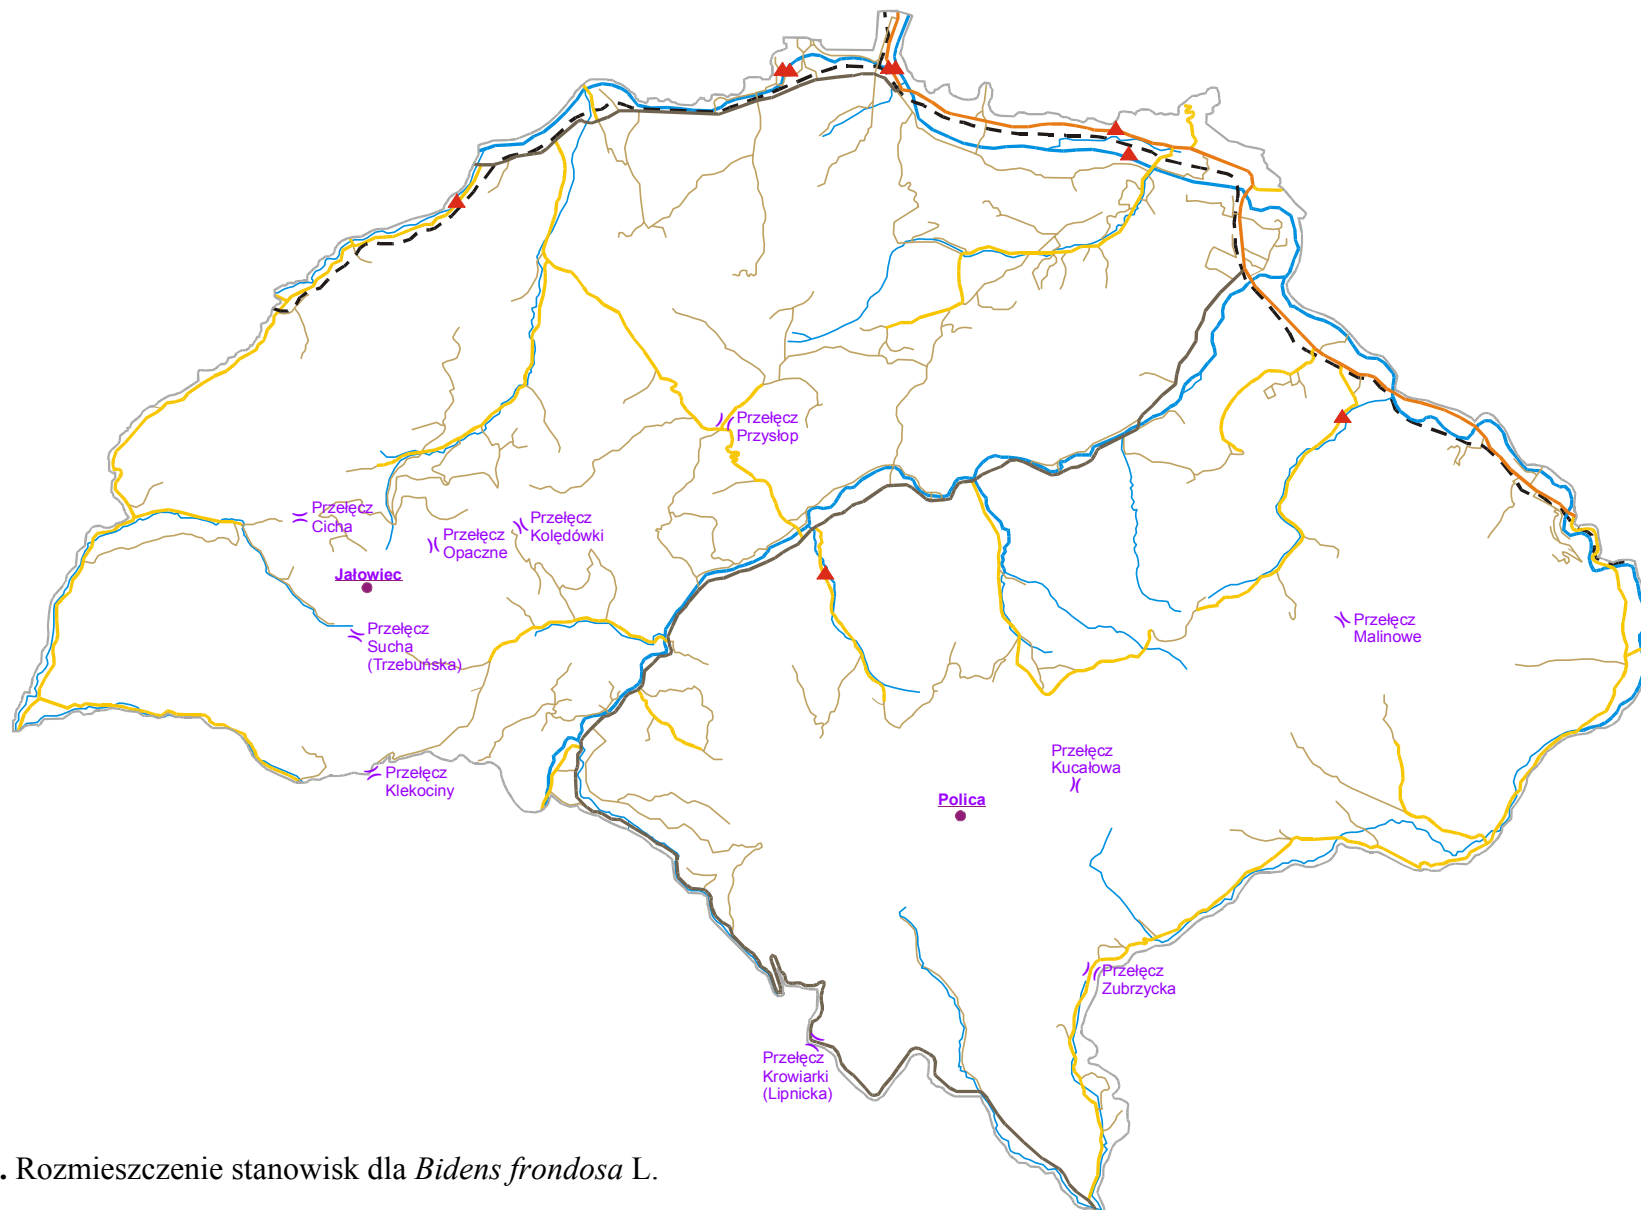 Przełęcz
Przysłop
Przełęcz
Cicha
Przełęcz
Kolędówki
Przełęcz
Opaczne
Jałowiec
Przełęcz
Sucha
(Trzebuńska)
Przełęcz
Malinowe
Przełęcz
Klekociny
Przełęcz
Kucałowa
Polica
Przełęcz
Zubrzycka
Przełęcz
Krowiarki
(Lipnicka)
. Rozmieszczenie stanowisk dla Bidens frondosa L.